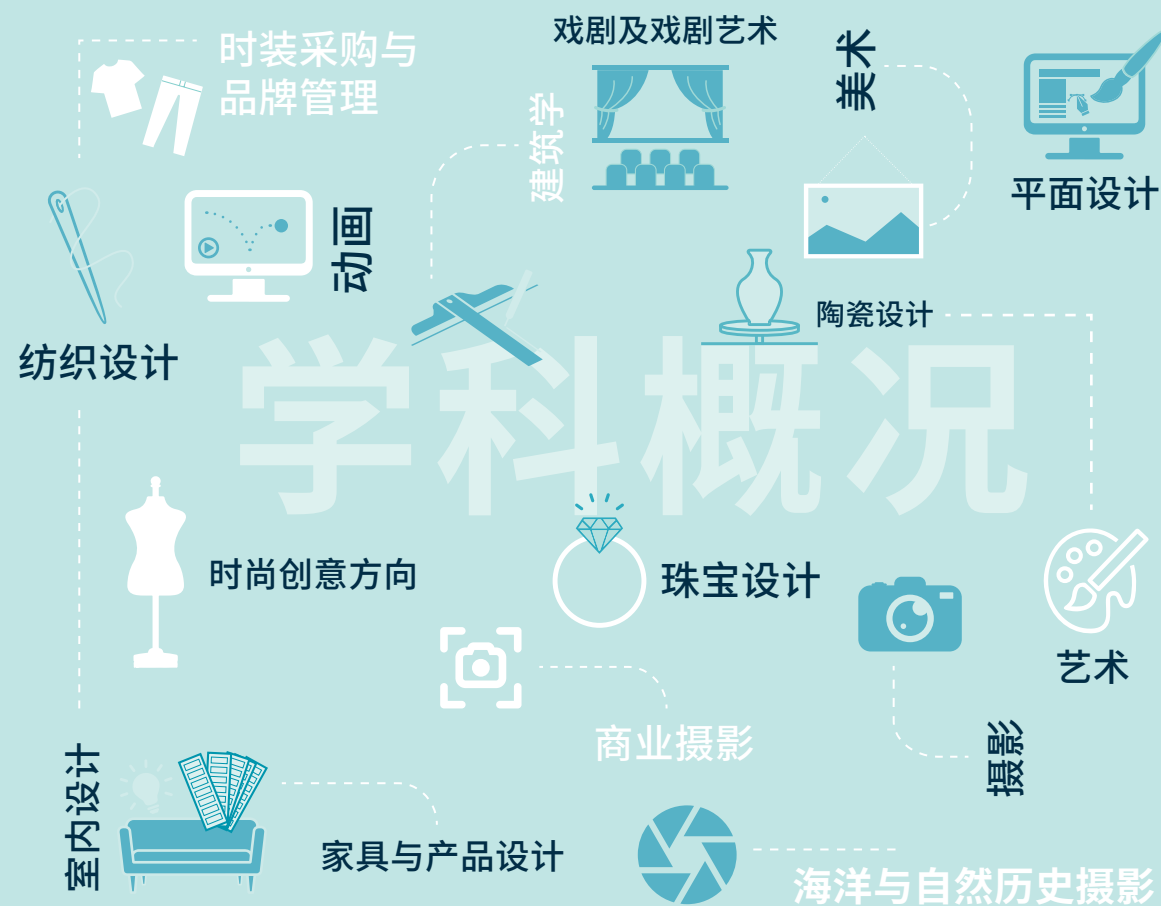 时装采购与
品牌管理
戏剧及戏剧艺术
美术
建筑学
平面设计
动画
陶瓷设计
纺织设计
学科概况
时尚创意方向
珠宝设计
艺术
商业摄影
摄影
室内设计
家具与产品设计
海洋与自然历史摄影